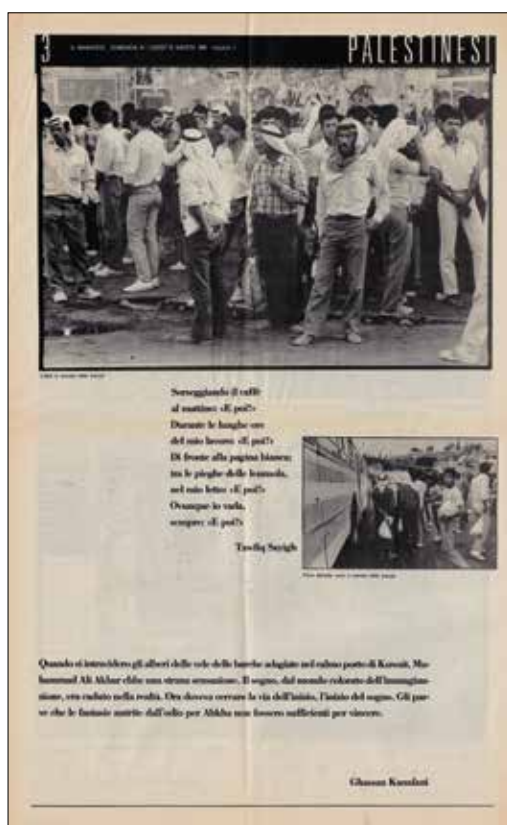 3
PALESTINESI
Sorseggiando il caffè
al mattino: «E poi?»
Durante le lunghe ore
del mio lavoro: «E poi?»
Di fronte alla pagina bianca;
tra le pieghe delle lenzuola,
nel mio letto: «E poi?»
Ovunque io vada,
sempre: «E poi?»
Tawfiq Sayigh
Quando si intravidero gli alberi delle vele delle barche adagiate nel calmo porto di Kuwait, Mu-
hammad Ali Akbar ebbe una strana sensazione. Il sogno, dal mondo colorato dell'immagina-
zione, era caduto nella realtà. Ora doveva cercare la via dell'inizio, l'inizio del sogno. Gli par-
ve che le fantasie nutrite dall'odio per Abkha non fossero sufficienti per vincere.
Ghassan Kanafani